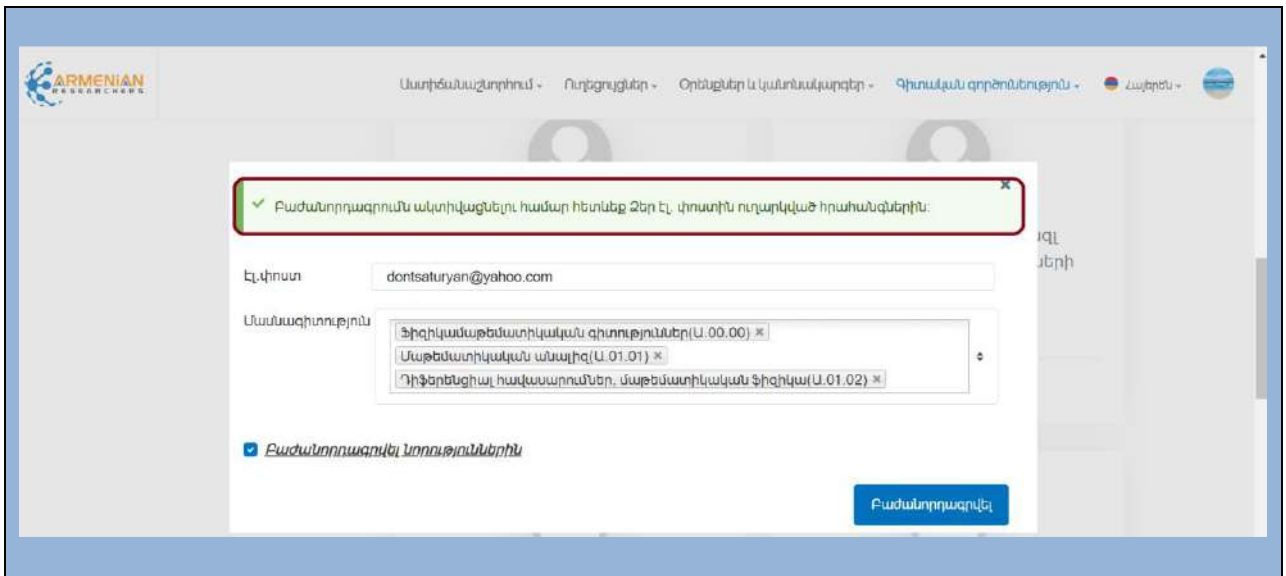 ARMENIAN
RESEARCHERS
Աստիճանաշնորհում
Ուղեցույցներ
Օրենքներ և կանոնակարգեր
Գիտական գործունեություն
Հայերեն
Բաժանորդագրումն ակտիվացնելու համար հետևեք Ձեր էլ. փոստին ուղարկված հրահանգներին:
Էլ.փոստ
dontsaturyan@yahoo.com
Մասնագիտություն
Ֆիզիկամաթեմատիկական գիտություններ(Ա.00.00) ×
Մաթեմատիկական անալիզ(Ա.01.01) ×
Դիֆերենցիալ հավասարումներ, մաթեմատիկական ֆիզիկա(Ա.01.02) ×
Բաժանորդագրվել նորություններին
Բաժանորդագրվել